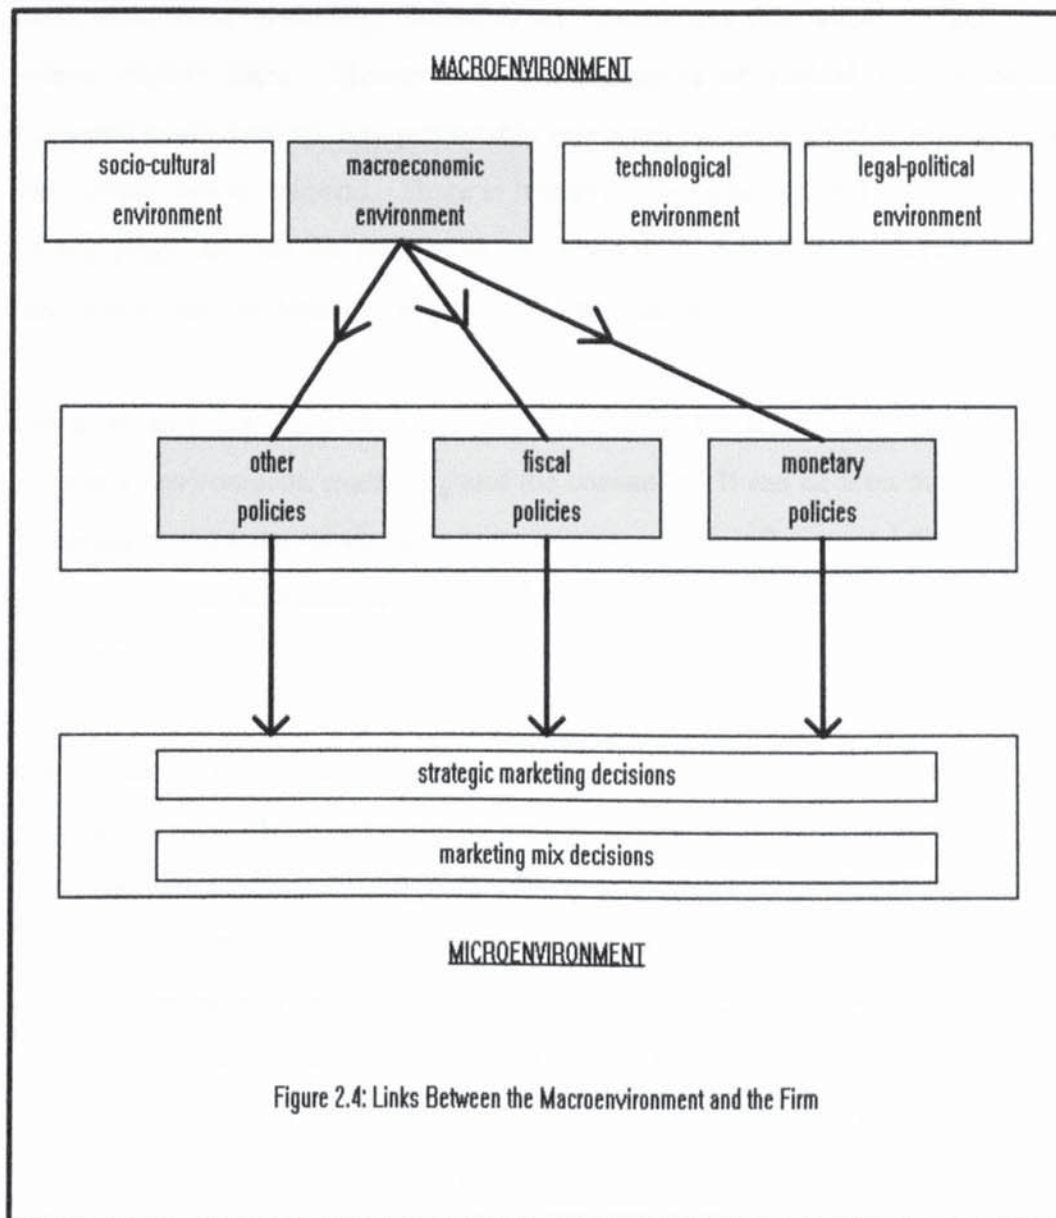 MACROENVIRONMENT
socio-cultural
environment
macroeconomic
environment
technological
environment
legal-political
environment
other
policies
fiscal
policies
monetary
policies
strategic marketing decisions
marketing mix decisions
MICROENVIRONMENT
Figure 2.4: Links Between the Macroenvironment and the Firm